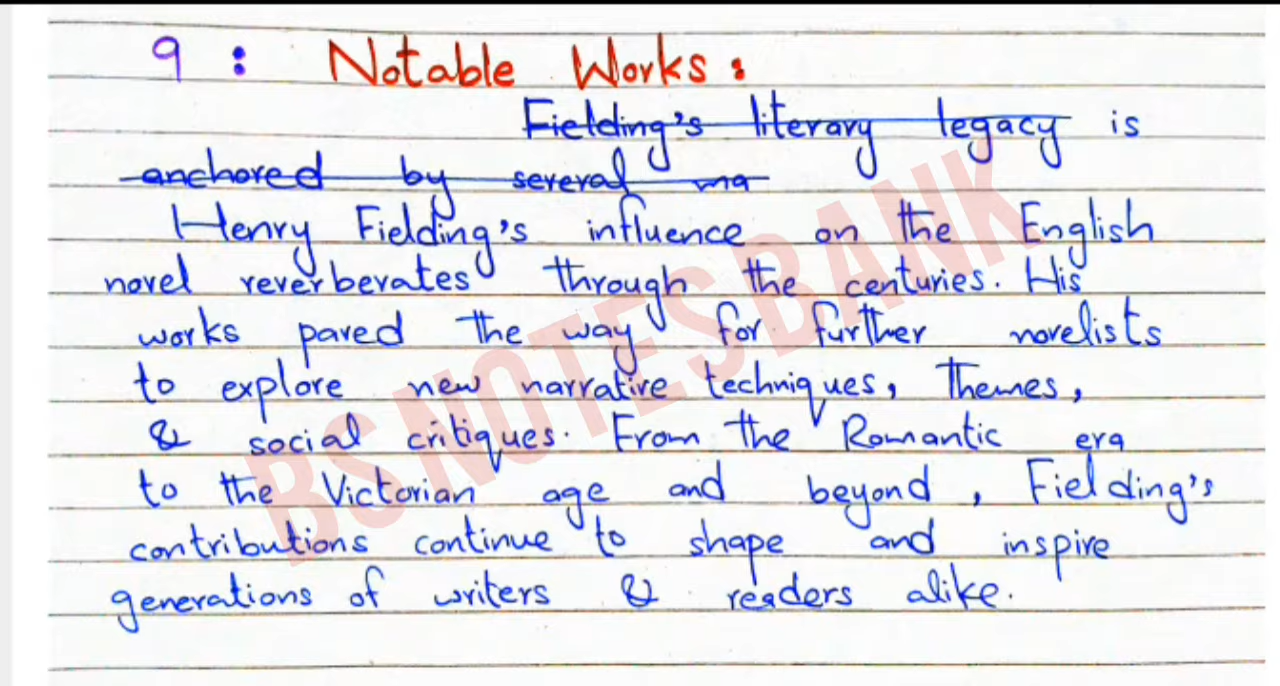 9 : Notable Works :
Fielding's literary legacy is
anchored by several ma
Henry Fielding's influence on the English
novel reverberates through the centuries. His
works paved the way for further novelists
to explore new narrative techniques, themes,
& social critiques. From the Romantic era
to the Victorian age and beyond, Fielding's
contributions continue to shape and inspire
generations of writers & readers alike.
BSNOTESBANK